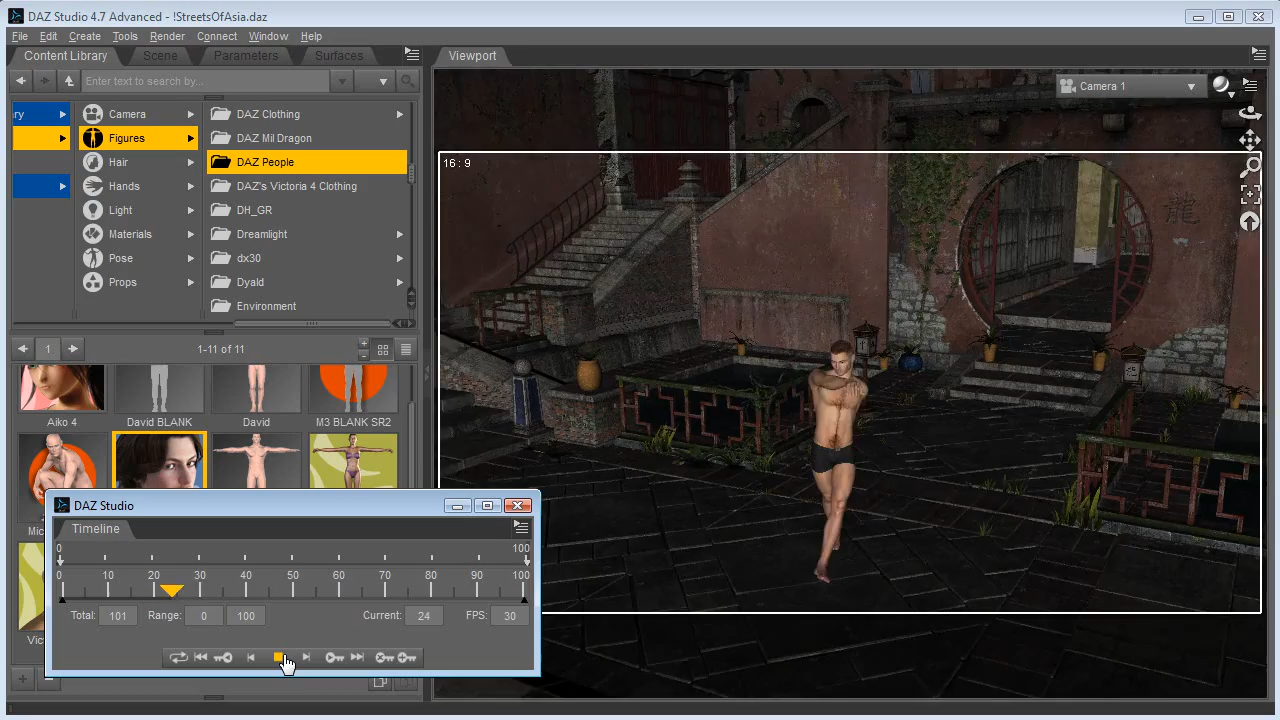 DAZ Studio 4.7 Advanced - !StreetsOfAsia.daz
File Edit Create Tools Render Connect Window Help
Content Library Scene Parameters Surfaces
Viewport
Enter text to search by...
Camera 1
ry
Camera
DAZ Clothing
Figures
DAZ Mil Dragon
Hair
DAZ People
Hands
DAZ's Victoria 4 Clothing
Light
DH_GR
Materials
Dreamlight
Pose
dx30
Props
Dyald
Environment
16 : 9
龍
1
1-11 of 11
Aiko 4
David BLANK
David
M3 BLANK SR2
Mic
Vic
DAZ Studio
Timeline
0 100
0 10 20 30 40 50 60 70 80 90 100
Total: 101 Range: 0 100 Current: 24 FPS: 30